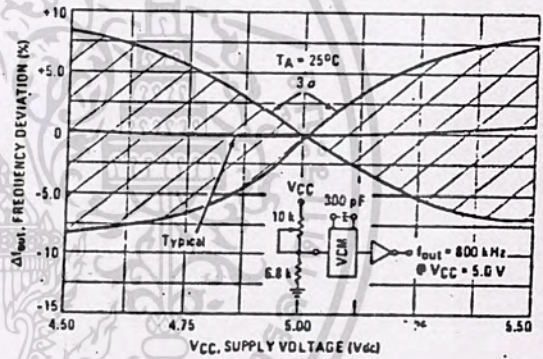 +10
+5.0
0
-5.0
-10
-15
Δfout, FREQUENCY DEVIATION (%)
TA = 25°C
3 σ
Typical
VCC
10 k
6.8 k
300 pF
VCM
fout = 800 kHz
@ VCC = 5.0 V
4.50
4.75
5.00
5.50
VCC, SUPPLY VOLTAGE (Vdc)